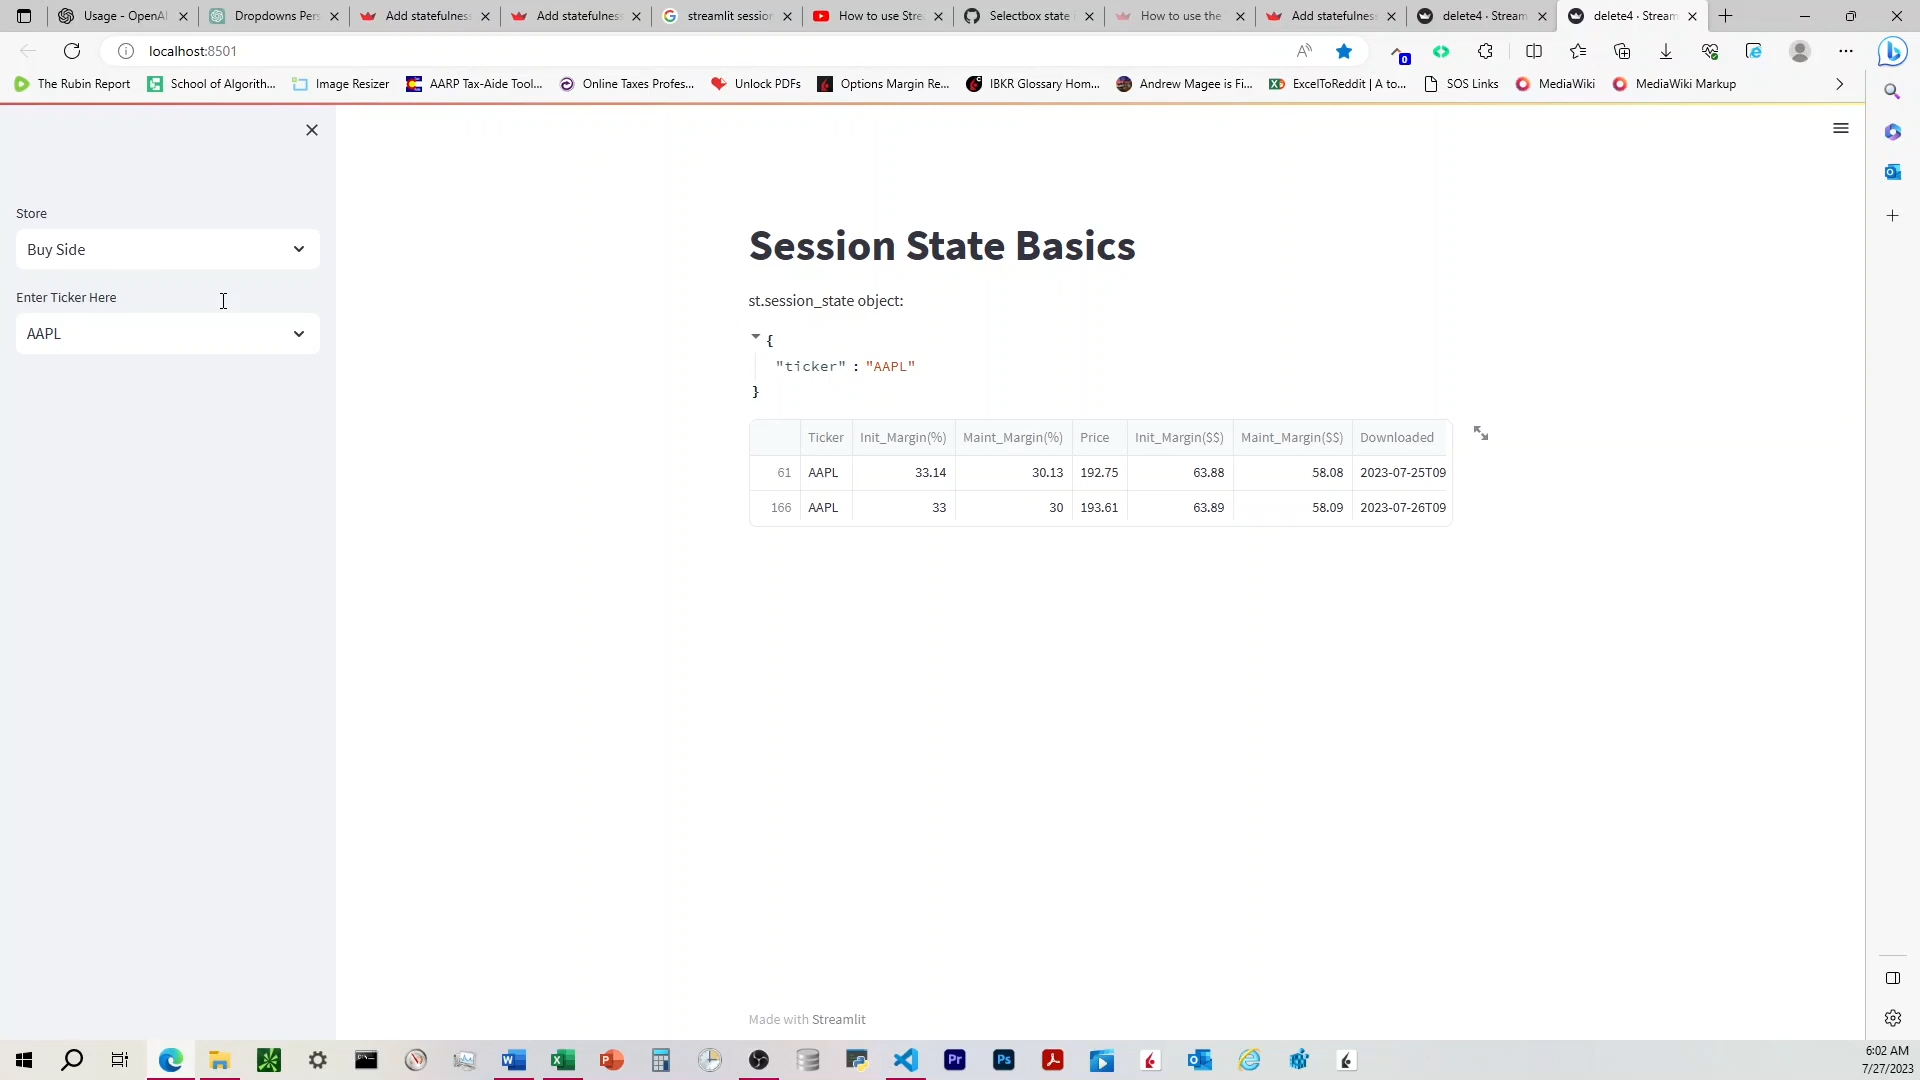 Usage - OpenAI
Dropdowns Pers
Add statefulness
Add statefulness
streamlit session
How to use Stre
Selectbox state
How to use the
Add statefulness
delete4 · Stream
delete4 · Stream
localhost:8501
0
The Rubin Report
School of Algorith...
Image Resizer
AARP Tax-Aide Tool...
Online Taxes Profes...
Unlock PDFs
Options Margin Re...
IBKR Glossary Hom...
Andrew Magee is Fi...
ExcelToReddit | A to...
SOS Links
MediaWiki
MediaWiki Markup
Store
Buy Side
Enter Ticker Here
AAPL
Session State Basics
st.session_state object:
{
"ticker" : "AAPL"
}
Ticker Init_Margin(%) Maint_Margin(%) Price Init_Margin($$) Maint_Margin($$) Downloaded
61 AAPL 33.14 30.13 192.75 63.88 58.08 2023-07-25T09
166 AAPL 33 30 193.61 63.89 58.09 2023-07-26T09
Made with Streamlit
6:02 AM
7/27/2023